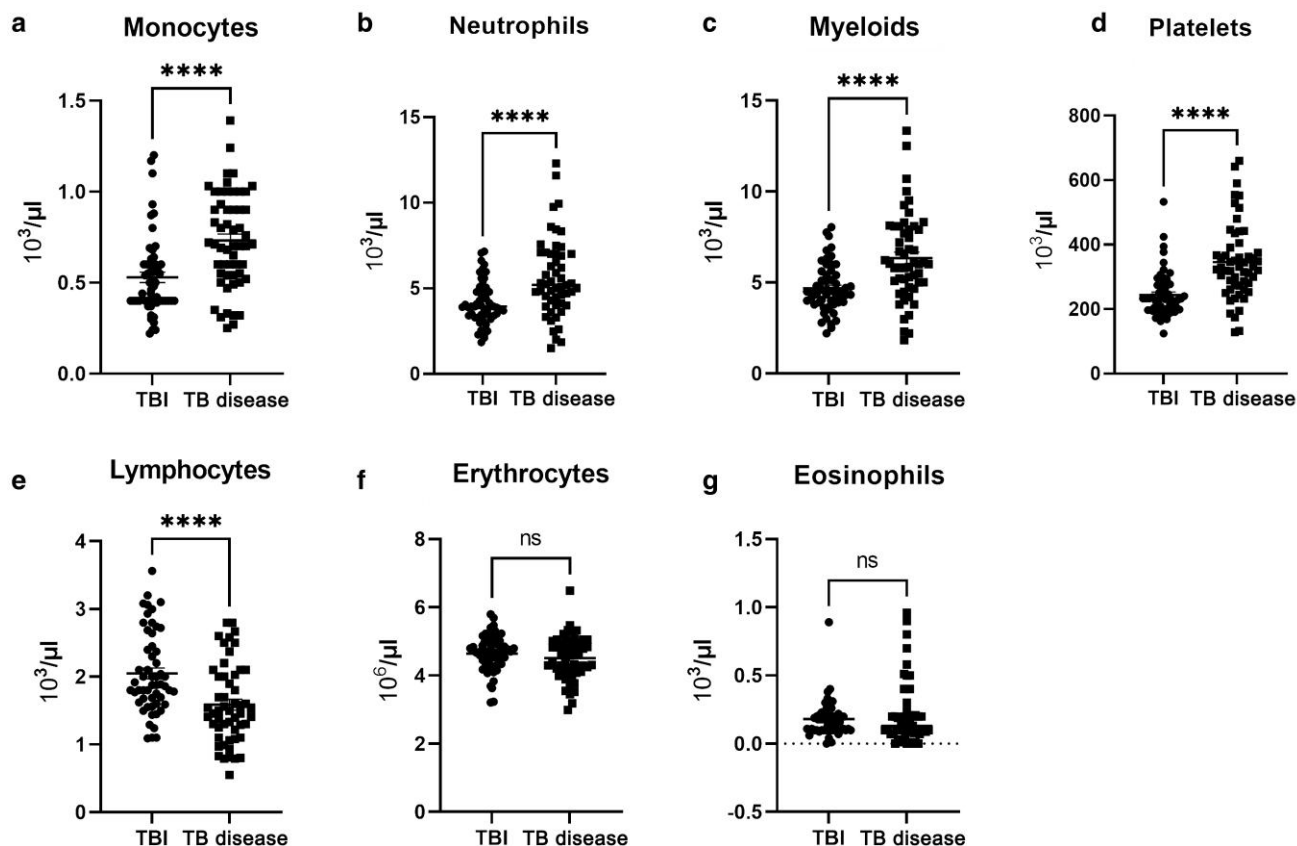 a Monocytes
****
1.5
1.0
0.5
0.0
10³/µl
TBI TB disease
b Neutrophils
****
15
10
5
0
10³/µl
TBI TB disease
c Myeloids
****
15
10
5
0
10³/µl
TBI TB disease
d Platelets
****
800
600
400
200
0
10³/µl
TBI TB disease
e Lymphocytes
****
4
3
2
1
0
10³/µl
TBI TB disease
f Erythrocytes
ns
8
6
4
2
0
10⁶/µl
TBI TB disease
g Eosinophils
ns
1.5
1.0
0.5
0.0
-0.5
10³/µl
TBI TB disease